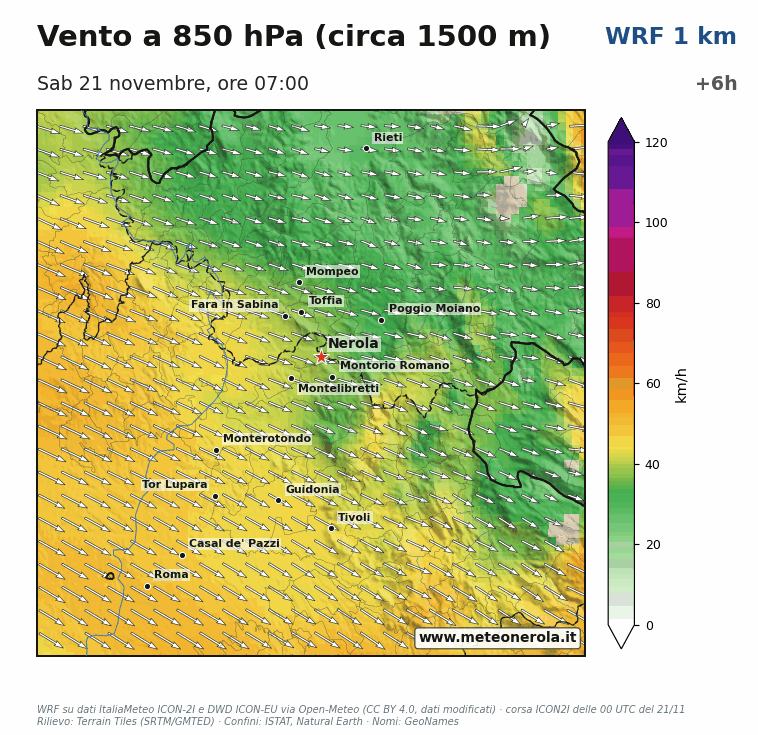 Vento a 850 hPa (circa 1500 m)
WRF 1 km
Sab 21 novembre, ore 07:00
+6h
Rieti
Mompeo
Fara in Sabina
Toffia
Poggio Moiano
Nerola
Montorio Romano
Montelibretti
Monterotondo
Tor Lupara
Guidonia
Tivoli
Casal de' Pazzi
Roma
www.meteonerola.it
120
100
80
60
40
20
0
km/h
WRF su dati ItaliaMeteo ICON-2I e DWD ICON-EU via Open-Meteo (CC BY 4.0, dati modificati) · corsa ICON2I delle 00 UTC del 21/11
Rilievo: Terrain Tiles (SRTM/GMTED) · Confini: ISTAT, Natural Earth · Nomi: GeoNames